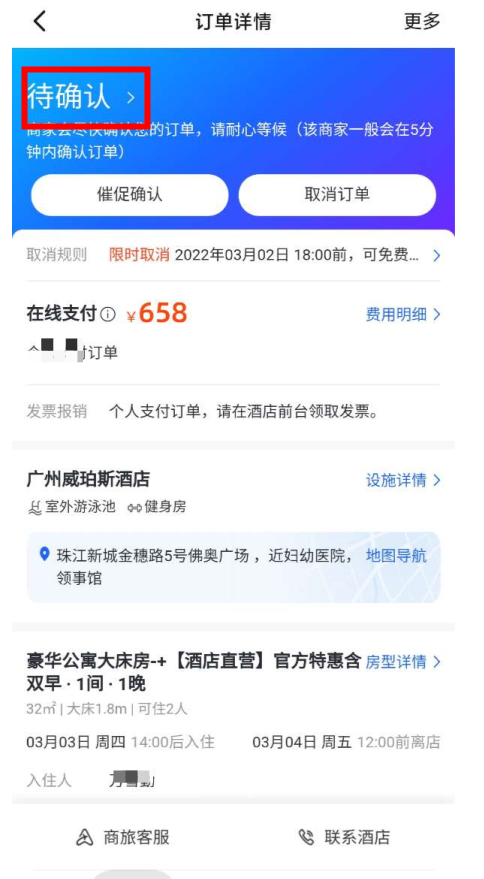 订单详情
更多
待确认
商家会尽快确认您的订单，请耐心等候（该商家一般会在5分
钟内确认订单）
催促确认
取消订单
取消规则 限时取消 2022年03月02日 18:00前，可免费...
在线支付 ¥658
费用明细
订单
发票报销 个人支付订单，请在酒店前台领取发票。
广州威珀斯酒店
设施详情
室外游泳池 健身房
珠江新城金穗路5号佛奥广场 ，近妇幼医院，
地图导航
领事馆
豪华公寓大床房-+【酒店直营】官方特惠含
房型详情
双早 · 1间 · 1晚
32㎡ | 大床1.8m | 可住2人
03月03日 周四 14:00后入住
03月04日 周五 12:00前离店
入住人
商旅客服
联系酒店